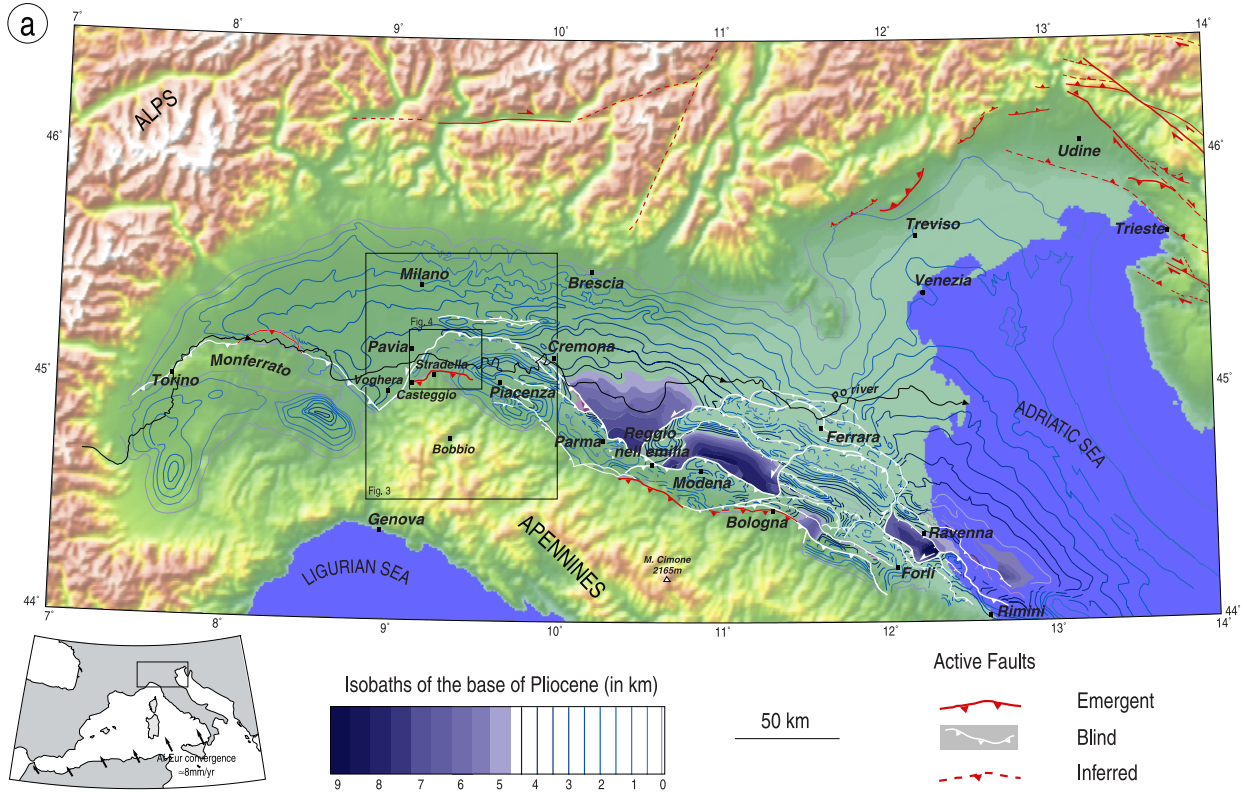 a
7°
8°
9°
10°
11°
12°
13°
14°
46°
46°
45°
45°
44°
44°
7°
8°
9°
10°
11°
12°
13°
14°
ALPS
Udine
Treviso
Trieste
Venezia
Milano
Brescia
Fig. 4
Pavia
Cremona
Stradella
Monferrato
Torino
Voghera
Casteggio
Piacenza
Po river
ADRIATIC SEA
Bobbio
Parma
Reggio
nell emilia
Ferrara
Modena
Fig. 3
Genova
Bologna
Ravenna
APENNINES
M. Cimone
2165m
Forli
LIGURIAN SEA
Rimini
Af-Eur convergence
≈8mm/yr
Isobaths of the base of Pliocene (in km)
9 8 7 6 5 4 3 2 1 0
50 km
Active Faults
Emergent
Blind
Inferred